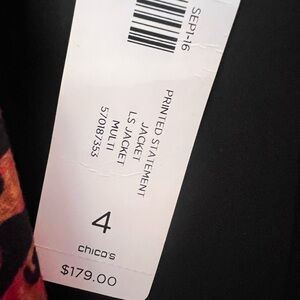 SEP1-16
PRINTED STATEMENT
JACKET
LS JACKET
MULTI
570187353
4
chico's
$179.00